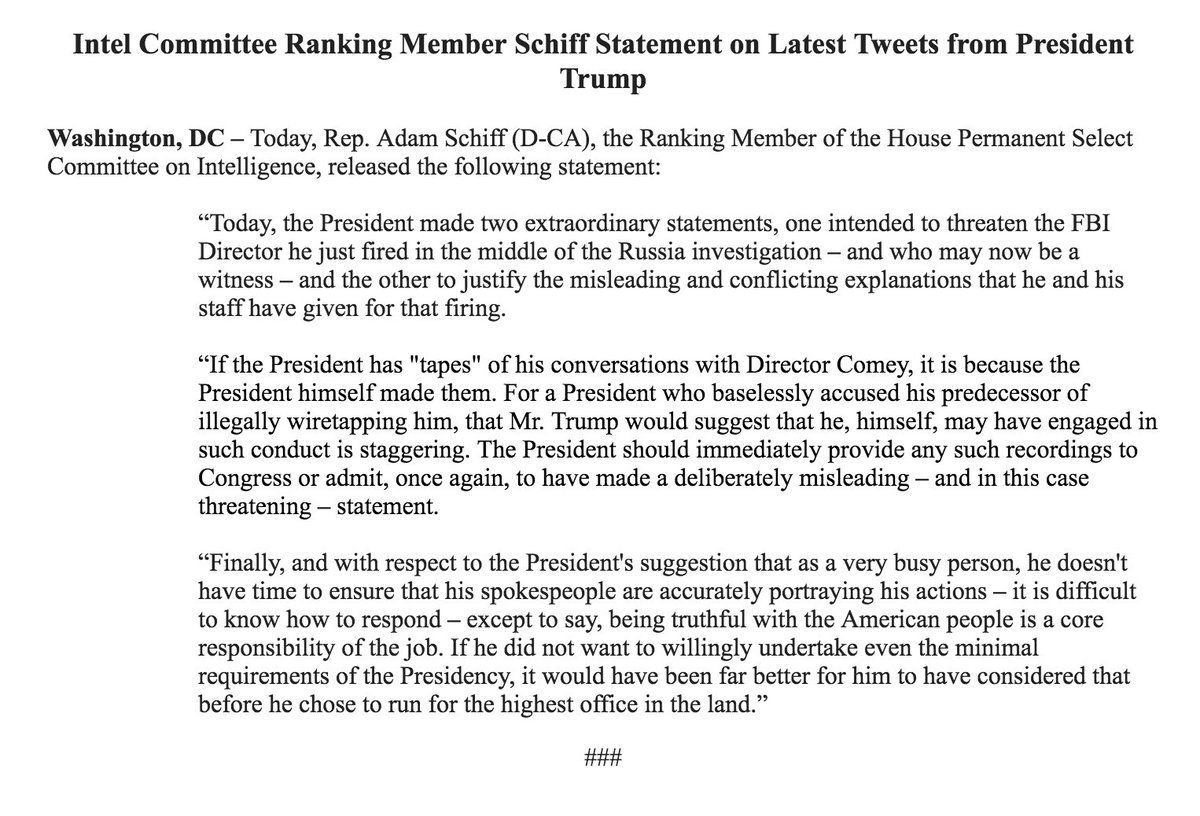 Intel Committee Ranking Member Schiff Statement on Latest Tweets from President
Trump
Washington, DC – Today, Rep. Adam Schiff (D-CA), the Ranking Member of the House Permanent Select
Committee on Intelligence, released the following statement:
“Today, the President made two extraordinary statements, one intended to threaten the FBI
Director he just fired in the middle of the Russia investigation – and who may now be a
witness – and the other to justify the misleading and conflicting explanations that he and his
staff have given for that firing.
“If the President has "tapes" of his conversations with Director Comey, it is because the
President himself made them. For a President who baselessly accused his predecessor of
illegally wiretapping him, that Mr. Trump would suggest that he, himself, may have engaged in
such conduct is staggering. The President should immediately provide any such recordings to
Congress or admit, once again, to have made a deliberately misleading – and in this case
threatening – statement.
“Finally, and with respect to the President's suggestion that as a very busy person, he doesn't
have time to ensure that his spokespeople are accurately portraying his actions – it is difficult
to know how to respond – except to say, being truthful with the American people is a core
responsibility of the job. If he did not want to willingly undertake even the minimal
requirements of the Presidency, it would have been far better for him to have considered that
before he chose to run for the highest office in the land.”
###